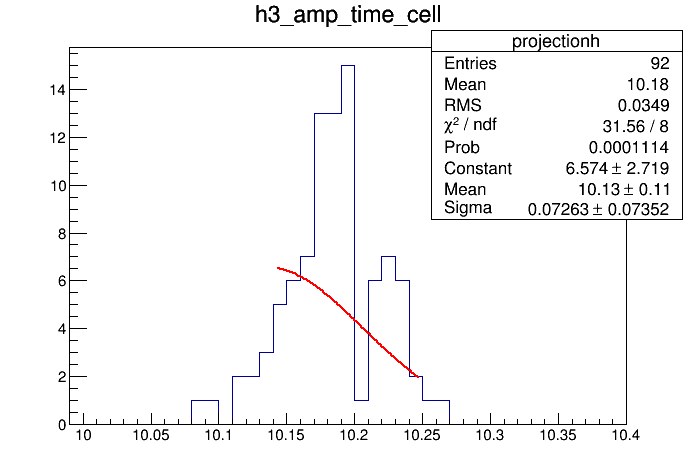 h3_amp_time_cell
projectionh
Entries 92
Mean 10.18
RMS 0.0349
χ² / ndf 31.56 / 8
Prob 0.0001114
Constant 6.574 ± 2.719
Mean 10.13 ± 0.11
Sigma 0.07263 ± 0.07352
14
12
10
8
6
4
2
0
10 10.05 10.1 10.15 10.2 10.25 10.3 10.35 10.4